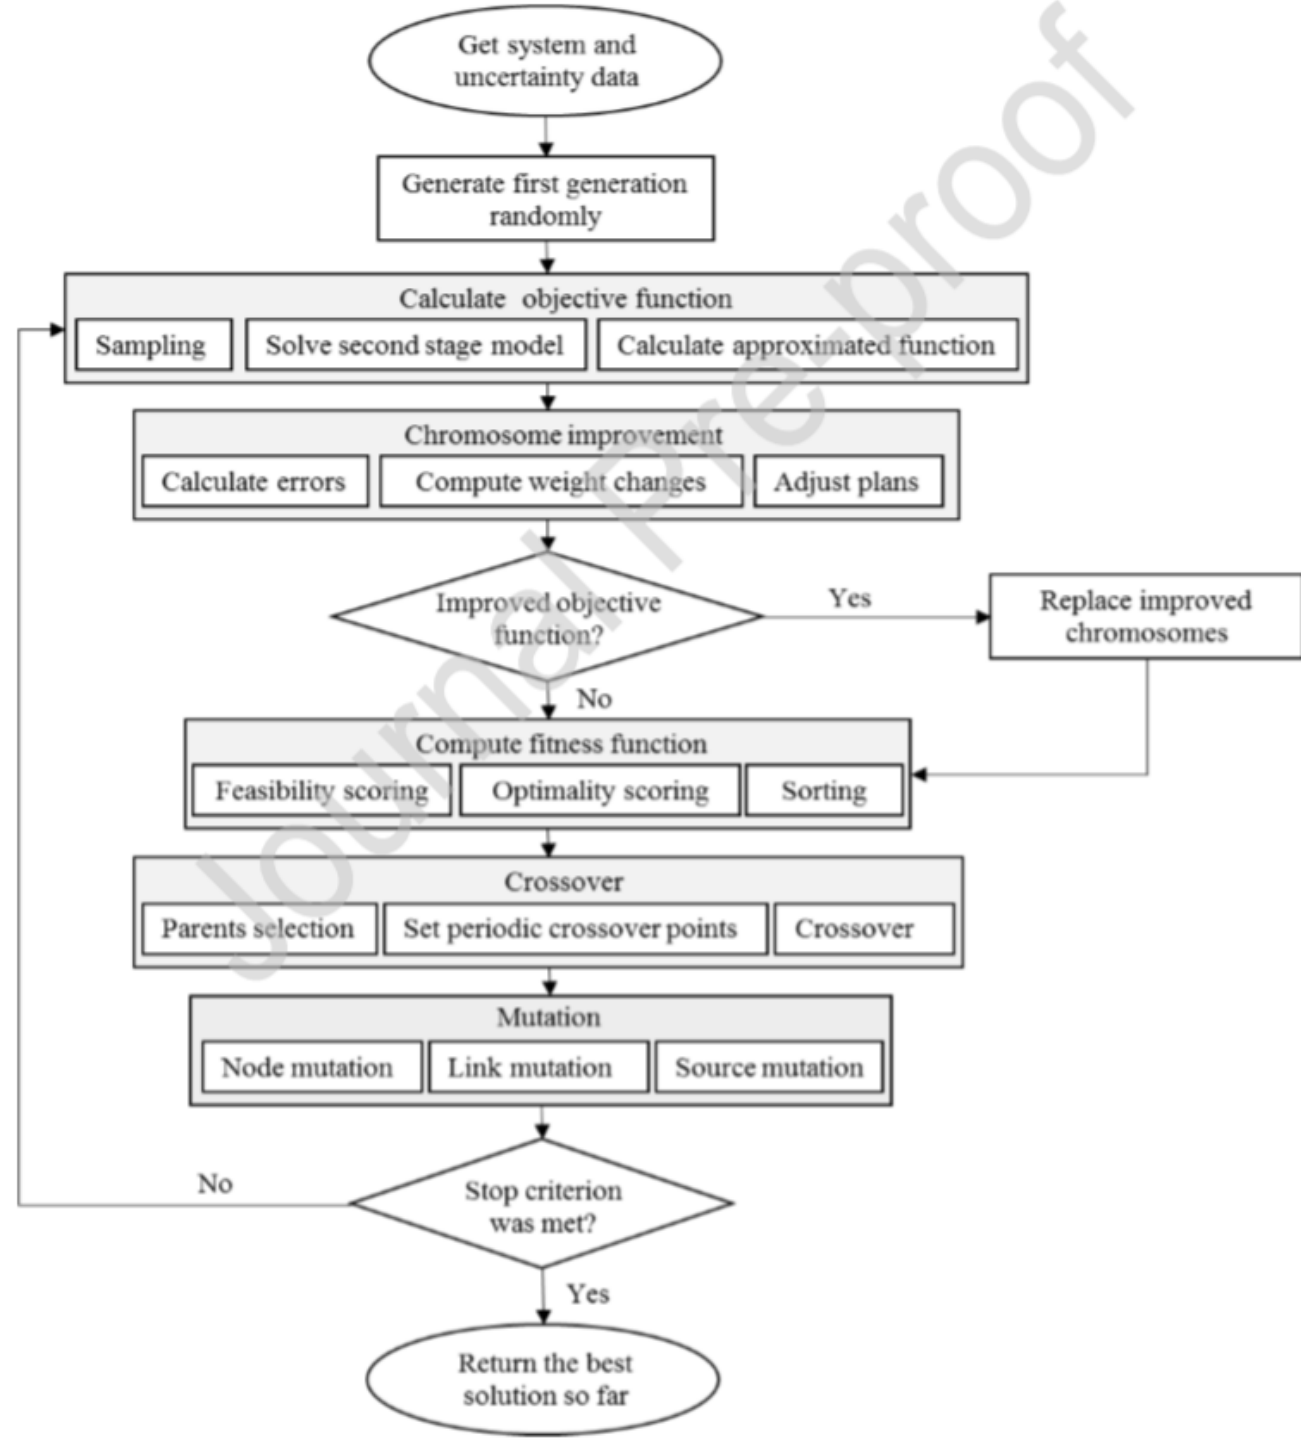 Get system and
uncertainty data
Generate first generation
randomly
Calculate objective function
Sampling
Solve second stage model
Calculate approximated function
Chromosome improvement
Calculate errors
Compute weight changes
Adjust plans
Improved objective
function?
Yes
Replace improved
chromosomes
No
Compute fitness function
Feasibility scoring
Optimality scoring
Sorting
Crossover
Parents selection
Set periodic crossover points
Crossover
Mutation
Node mutation
Link mutation
Source mutation
No
Stop criterion
was met?
Yes
Return the best
solution so far
Journal Pre-proof